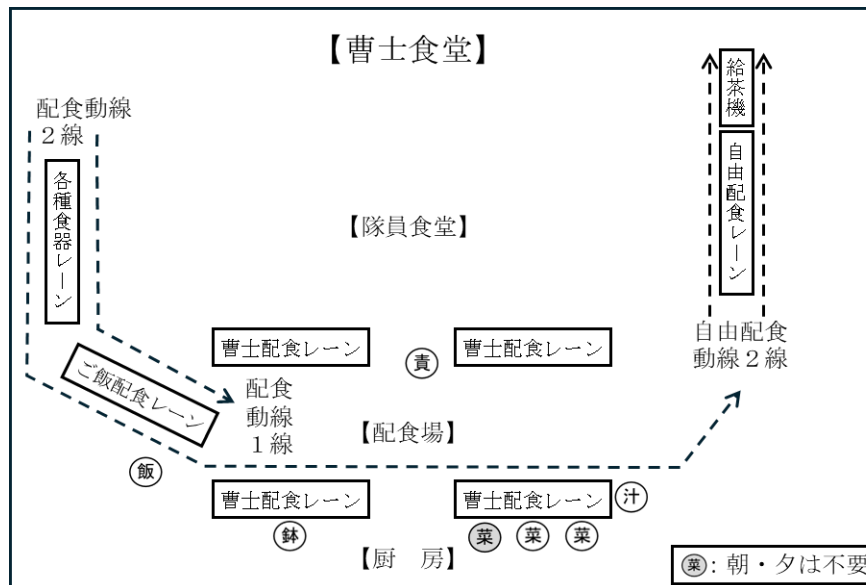 【曹士食堂】
配食動線
２線
各種食器レーン
ご飯配食レーン
飯
【隊員食堂】
給茶機
自由配食レーン
自由配食
動線２線
曹士配食レーン
責
曹士配食レーン
配食
動線
１線
【配食場】
曹士配食レーン
鉢
曹士配食レーン
汁
菜
菜
菜
【厨　房】
菜：朝・夕は不要